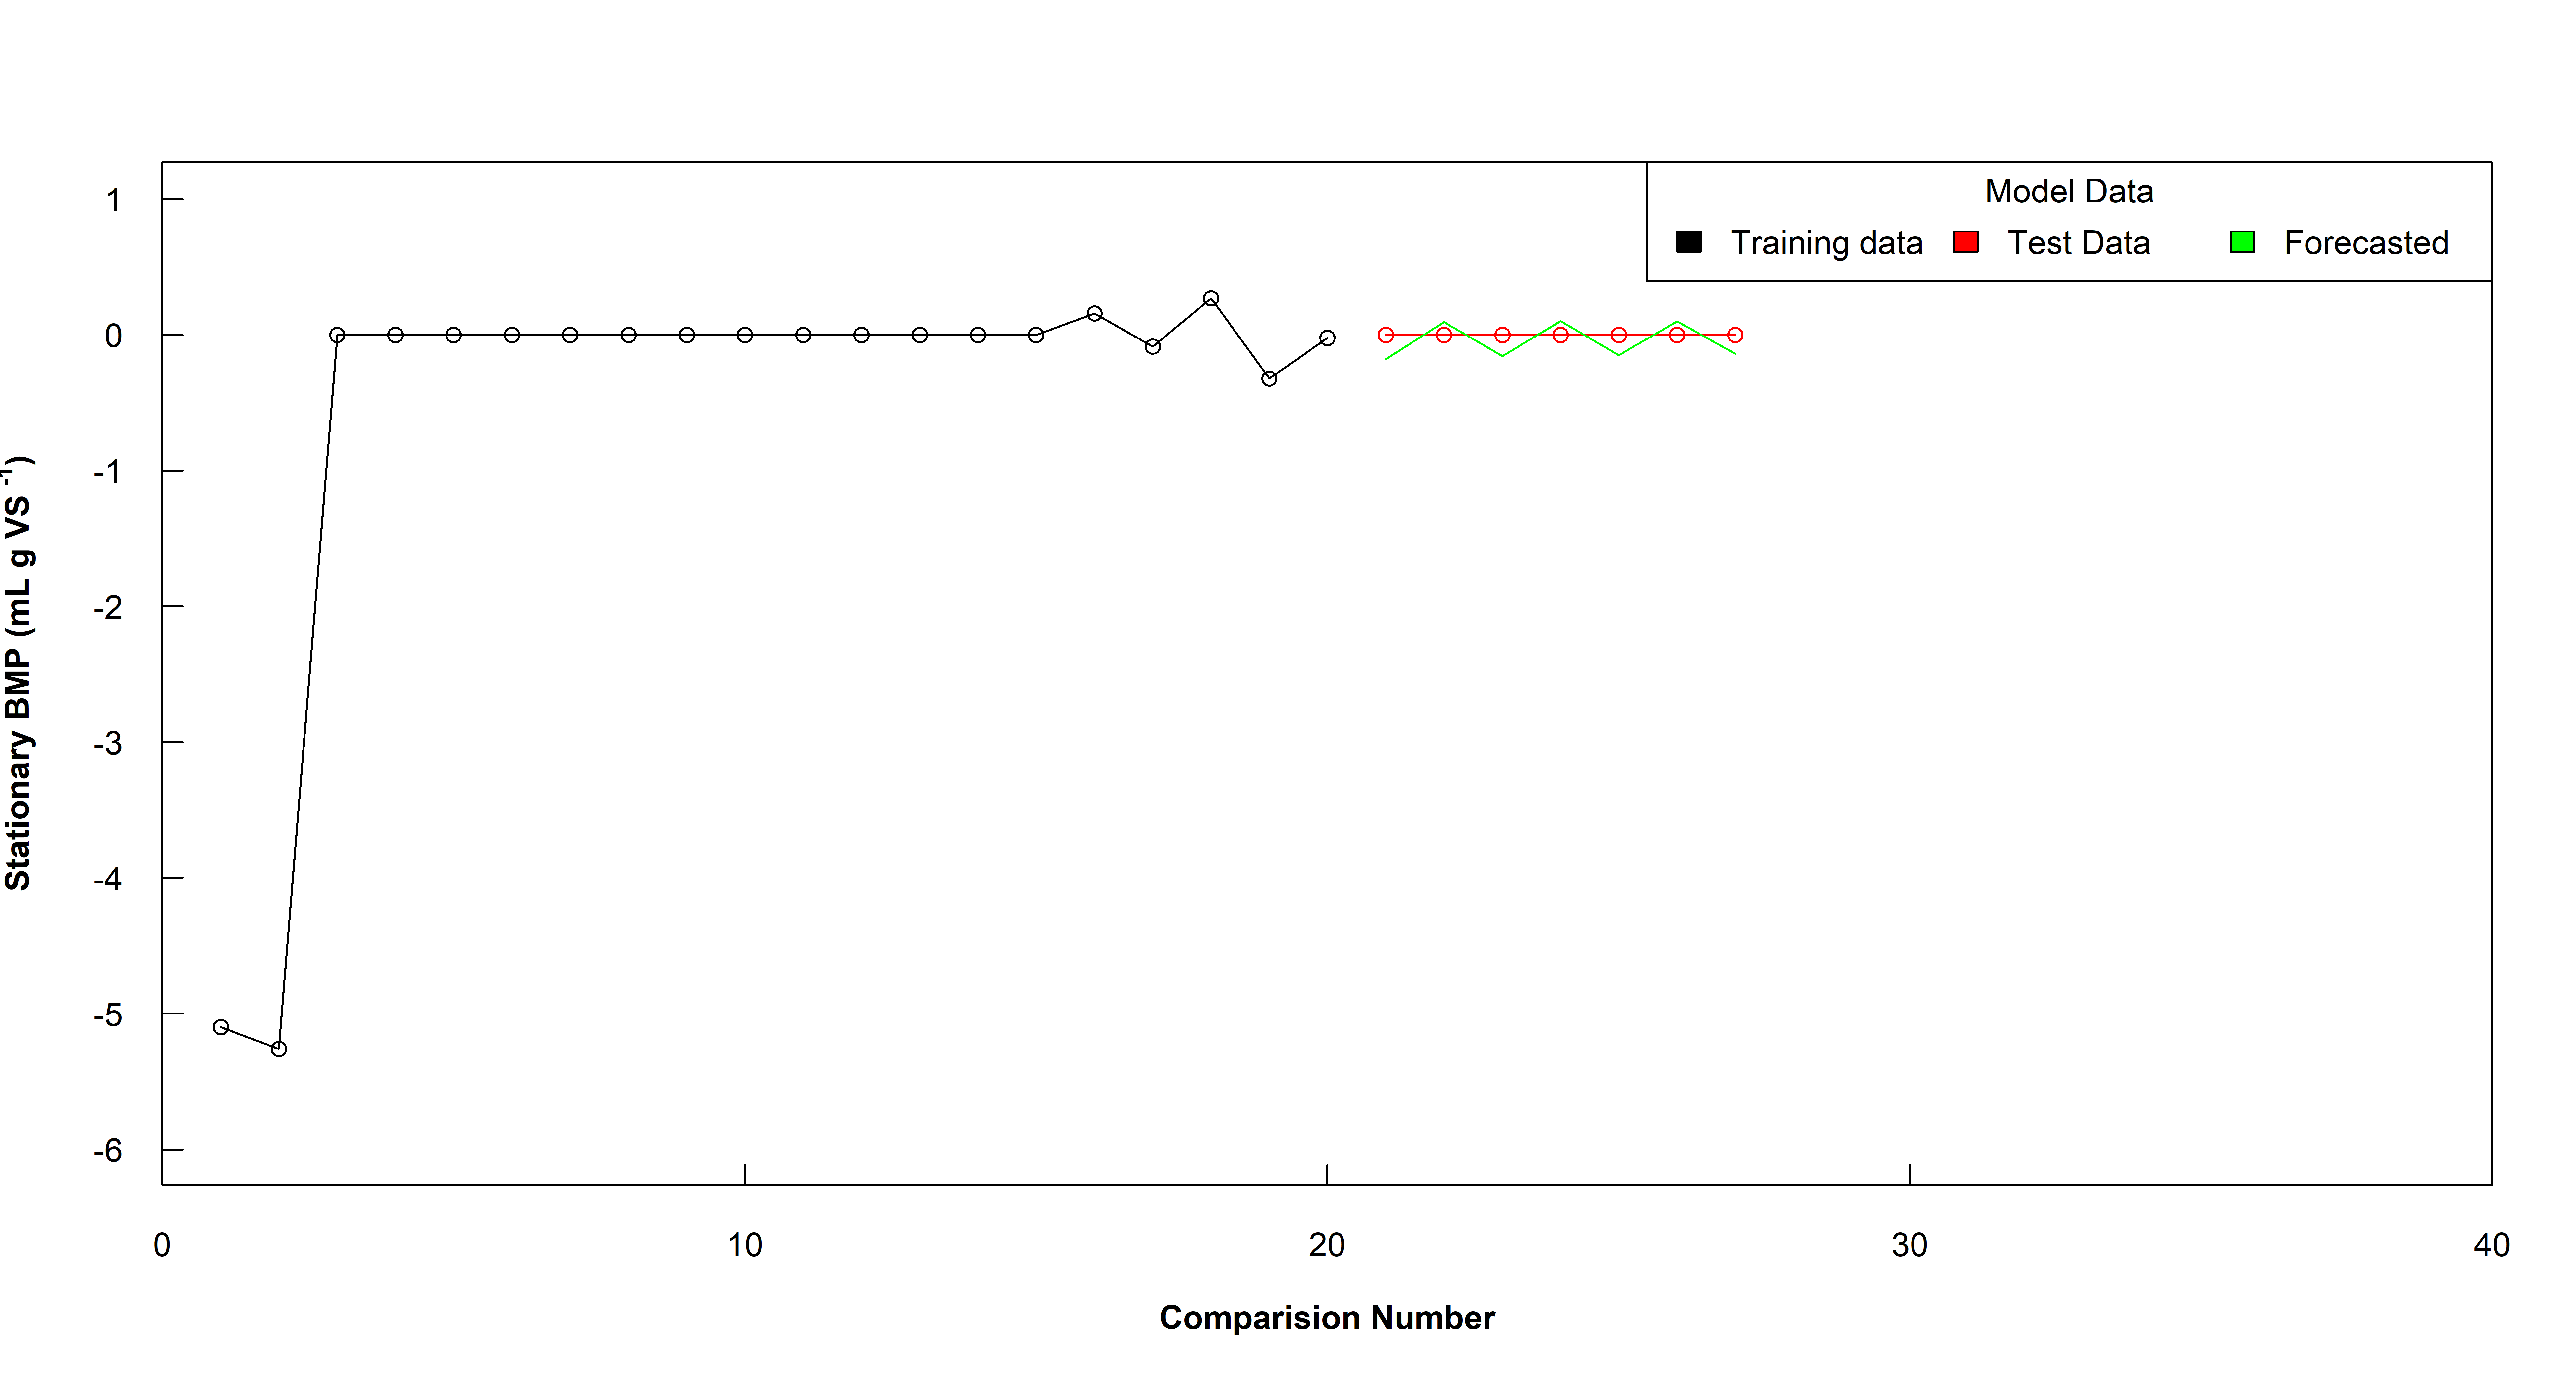 Model Data
Training data Test Data Forecasted
1
0
-1
-2
-3
-4
-5
-6
Stationary BMP (mL g VS -1)
0 10 20 30 40
Comparision Number